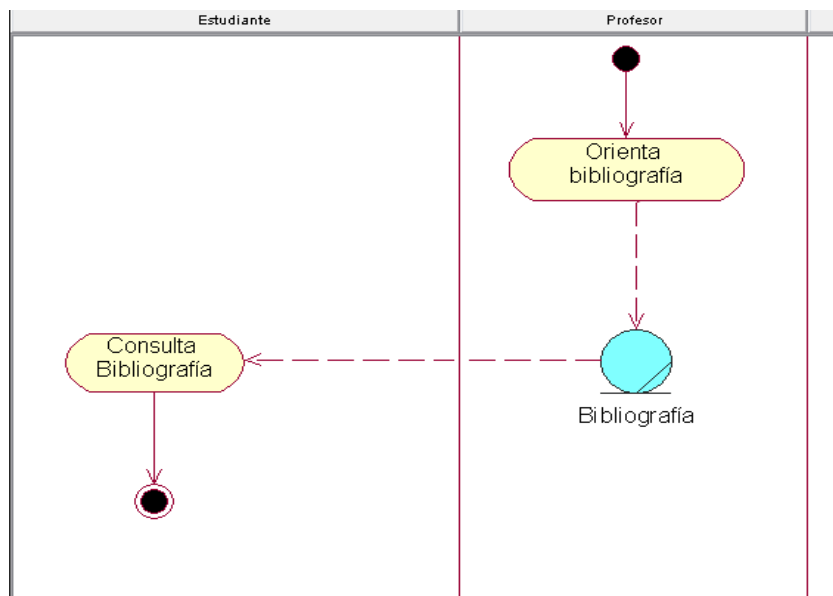 Estudiante
Profesor
Orienta
bibliografía
Consulta
Bibliografía
Bibliografía